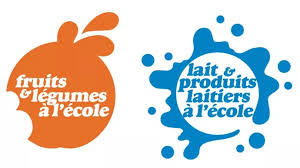 fruits
& légumes
à l'école
lait &
produits
laitiers
à l'école